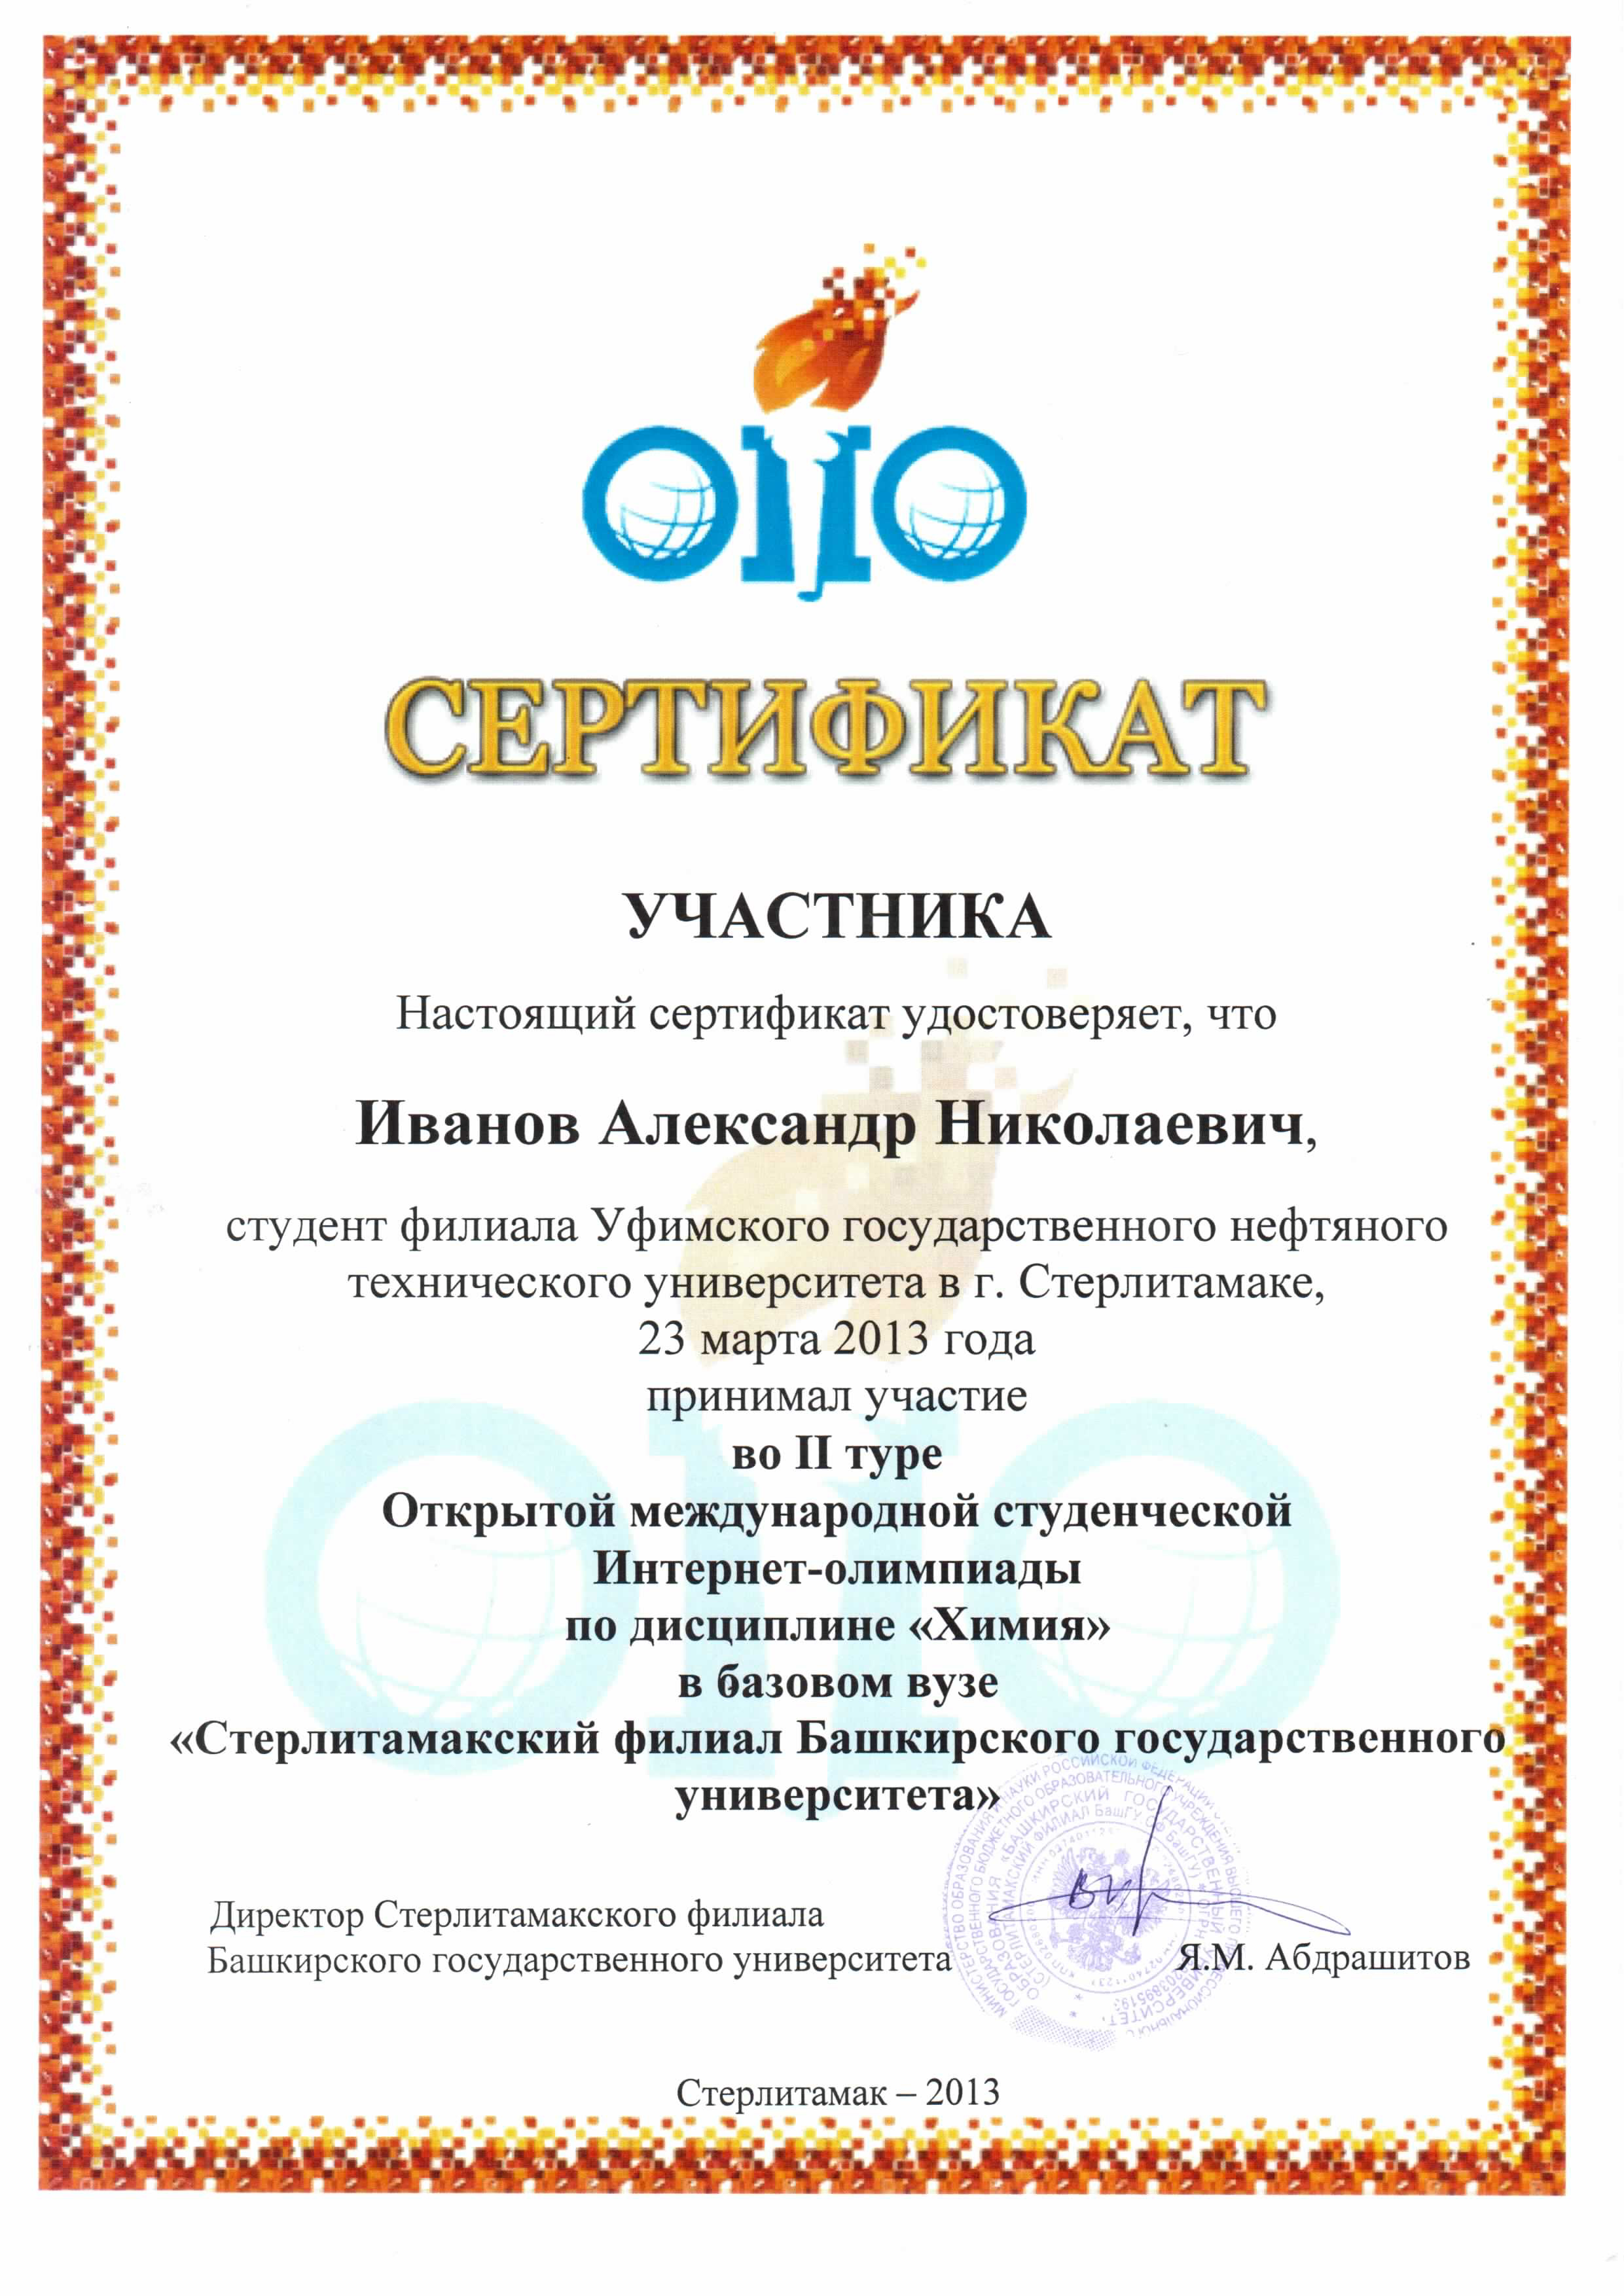 ОПО
СЕРТИФИКАТ
УЧАСТНИКА
Настоящий сертификат удостоверяет, что
Иванов Александр Николаевич,
студент филиала Уфимского государственного нефтяного
технического университета в г. Стерлитамаке,
23 марта 2013 года
принимал участие
во II туре
Открытой международной студенческой
Интернет-олимпиады
по дисциплине «Химия»
в базовом вузе
«Стерлитамакский филиал Башкирского государственного
университета»
Директор Стерлитамакского филиала
Башкирского государственного университета
Я.М. Абдрашитов
Стерлитамак – 2013